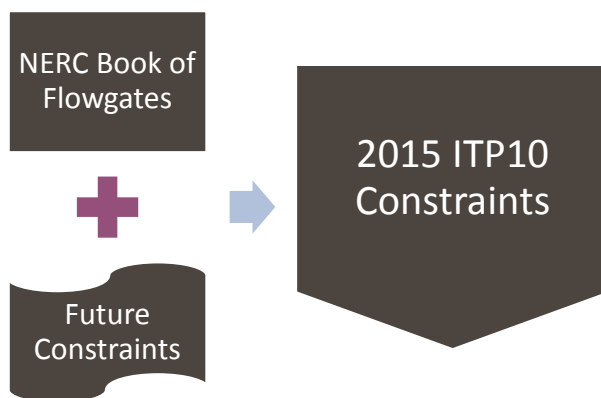 NERC Book of
Flowgates
Future
Constraints
2015 ITP10
Constraints